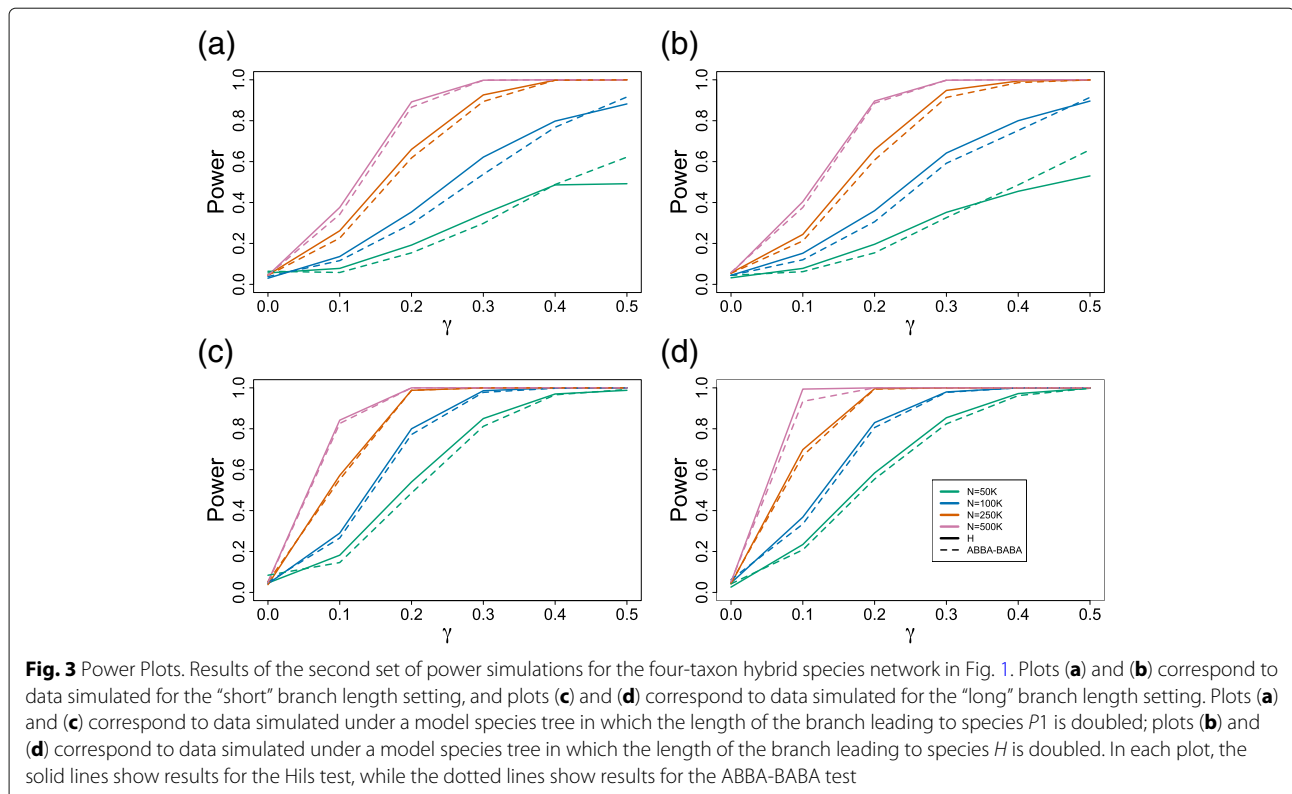 (a)
Power
0.0 0.2 0.4 0.6 0.8 1.0
0.0 0.1 0.2 0.3 0.4 0.5
γ
(b)
Power
0.0 0.2 0.4 0.6 0.8 1.0
0.0 0.1 0.2 0.3 0.4 0.5
γ
(c)
Power
0.0 0.2 0.4 0.6 0.8 1.0
0.0 0.1 0.2 0.3 0.4 0.5
γ
(d)
Power
0.0 0.2 0.4 0.6 0.8 1.0
0.0 0.1 0.2 0.3 0.4 0.5
γ
N=50K
N=100K
N=250K
N=500K
H
ABBA-BABA
Fig. 3 Power Plots. Results of the second set of power simulations for the four-taxon hybrid species network in Fig. 1. Plots (a) and (b) correspond to
data simulated for the "short" branch length setting, and plots (c) and (d) correspond to data simulated for the "long" branch length setting. Plots (a)
and (c) correspond to data simulated under a model species tree in which the length of the branch leading to species P1 is doubled; plots (b) and
(d) correspond to data simulated under a model species tree in which the length of the branch leading to species H is doubled. In each plot, the
solid lines show results for the Hils test, while the dotted lines show results for the ABBA-BABA test